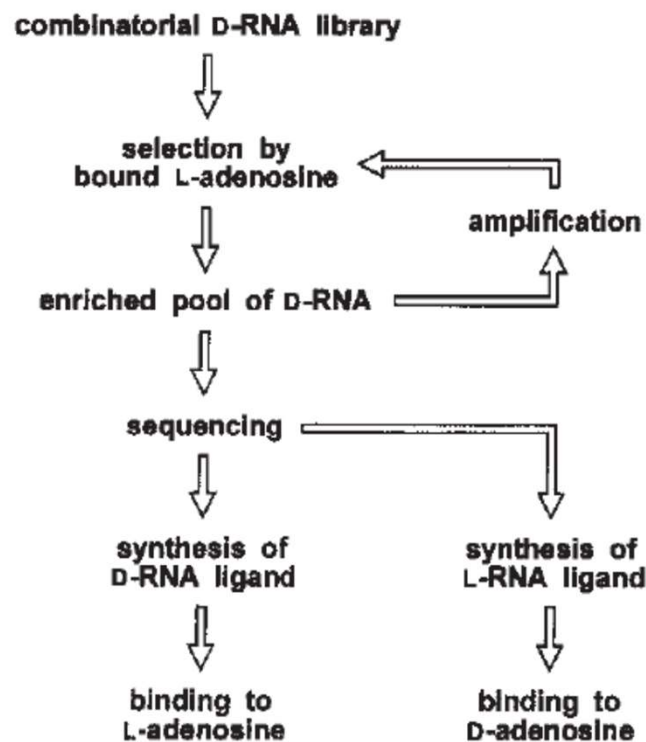 combinatorial D-RNA library
selection by
bound L-adenosine
amplification
enriched pool of D-RNA
sequencing
synthesis of
D-RNA ligand
synthesis of
L-RNA ligand
binding to
L-adenosine
binding to
D-adenosine